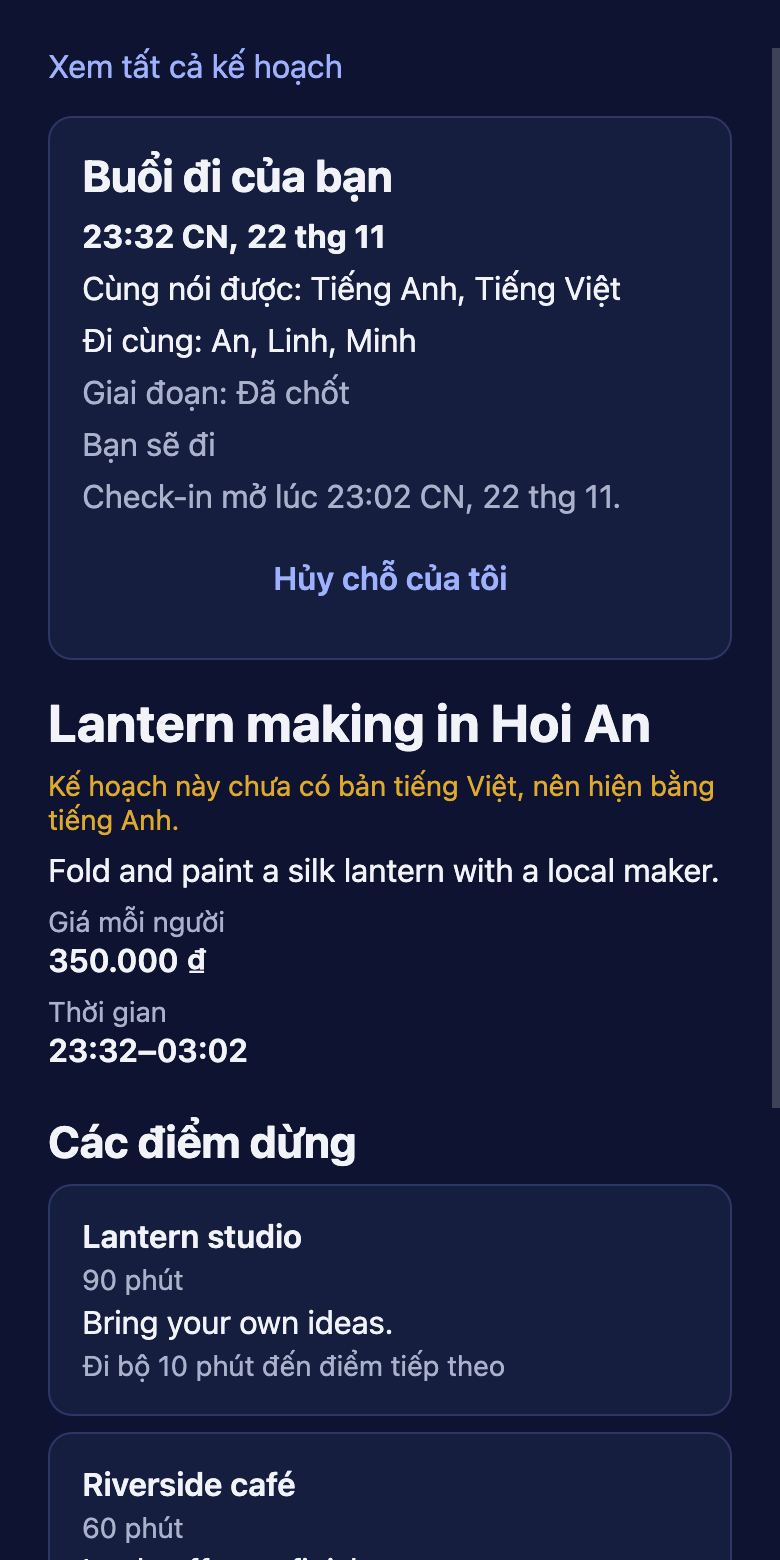 Xem tất cả kế hoạch
Buổi đi của bạn
23:32 CN, 22 thg 11
Cùng nói được: Tiếng Anh, Tiếng Việt
Đi cùng: An, Linh, Minh
Giai đoạn: Đã chốt
Bạn sẽ đi
Check-in mở lúc 23:02 CN, 22 thg 11.
Hủy chỗ của tôi
Lantern making in Hoi An
Kế hoạch này chưa có bản tiếng Việt, nên hiện bằng
tiếng Anh.
Fold and paint a silk lantern with a local maker.
Giá mỗi người
350.000 ₫
Thời gian
23:32–03:02
Các điểm dừng
Lantern studio
90 phút
Bring your own ideas.
Đi bộ 10 phút đến điểm tiếp theo
Riverside café
60 phút